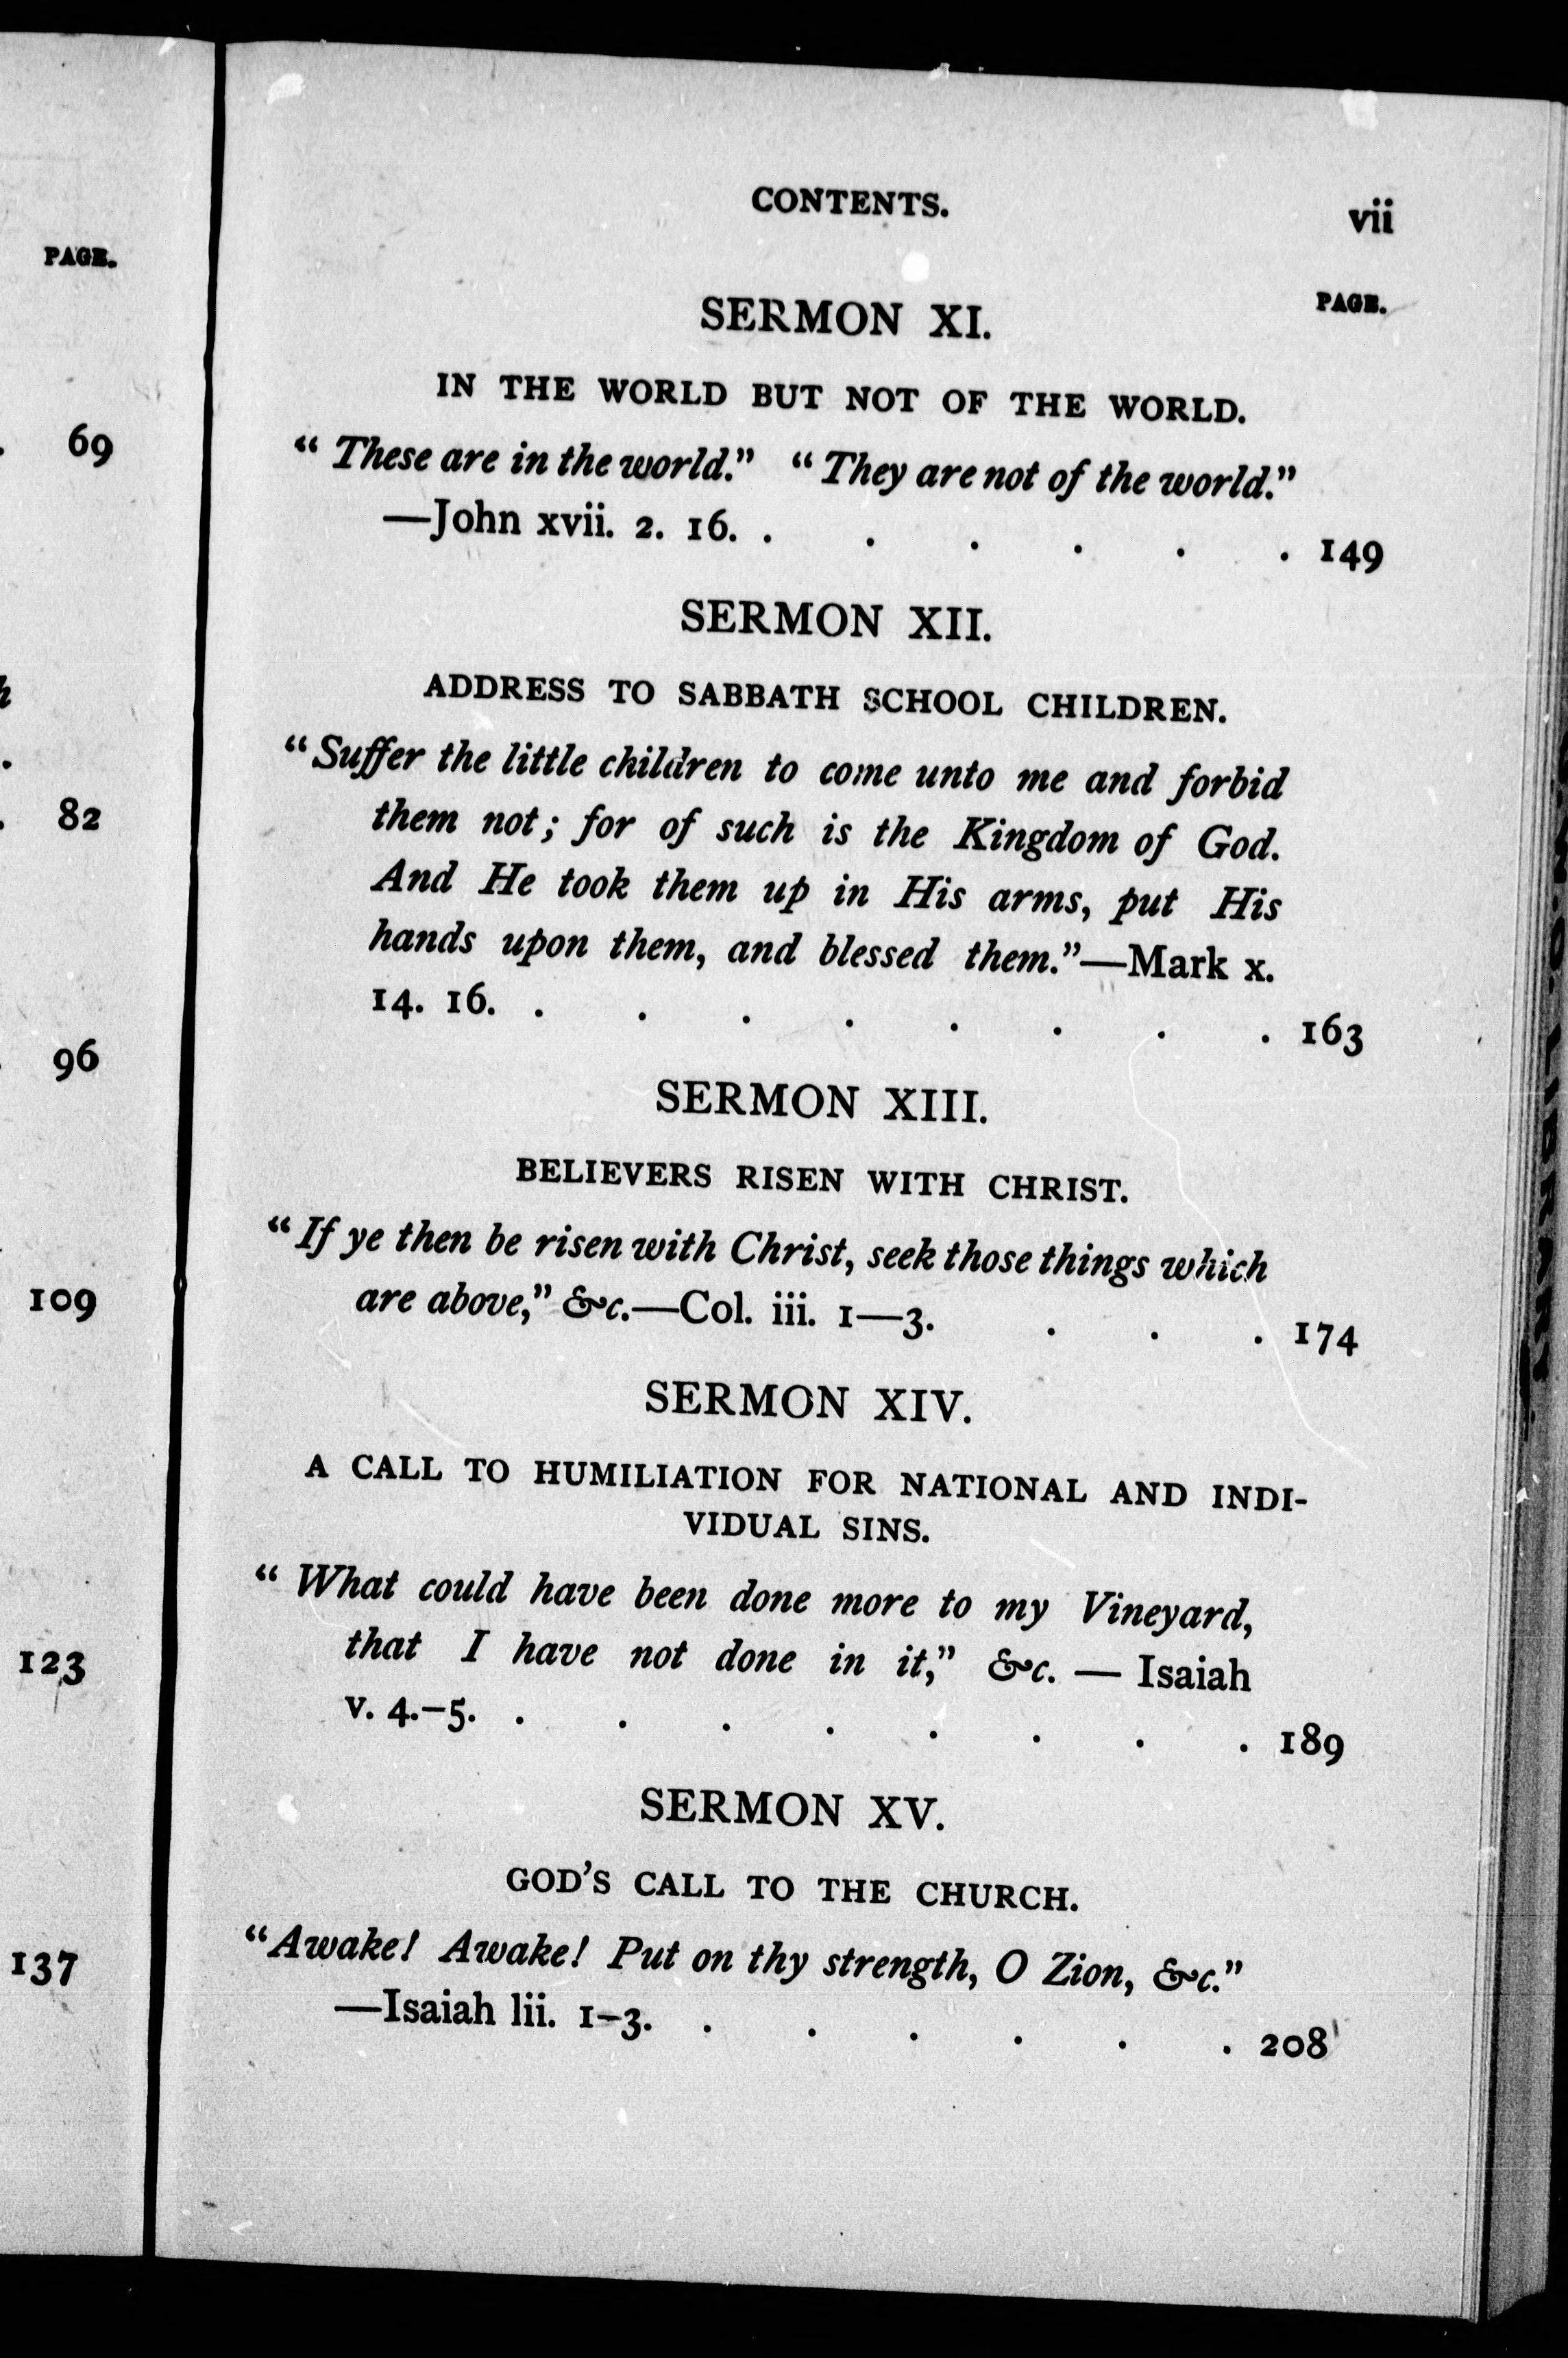 PAGE.
69
h
82
96
109
123
137
CONTENTS. vii
PAGE.
SERMON XI.
IN THE WORLD BUT NOT OF THE WORLD.
“These are in the world.” “They are not of the world.”
—John xvii. 2. 16. . . . . . . 149
SERMON XII.
ADDRESS TO SABBATH SCHOOL CHILDREN.
“Suffer the little children to come unto me and forbid
them not; for of such is the Kingdom of God.
And He took them up in His arms, put His
hands upon them, and blessed them.”—Mark x.
14. 16. . . . . . . . . 163
SERMON XIII.
BELIEVERS RISEN WITH CHRIST.
“If ye then be risen with Christ, seek those things which
are above,” &c.—Col. iii. 1—3. . . . 174
SERMON XIV.
A CALL TO HUMILIATION FOR NATIONAL AND INDI-
VIDUAL SINS.
“What could have been done more to my Vineyard,
that I have not done in it,” &c. — Isaiah
v. 4.–5. . . . . . . . . 189
SERMON XV.
GOD’S CALL TO THE CHURCH.
“Awake! Awake! Put on thy strength, O Zion, &c.”
—Isaiah lii. 1–3. . . . . . . 208